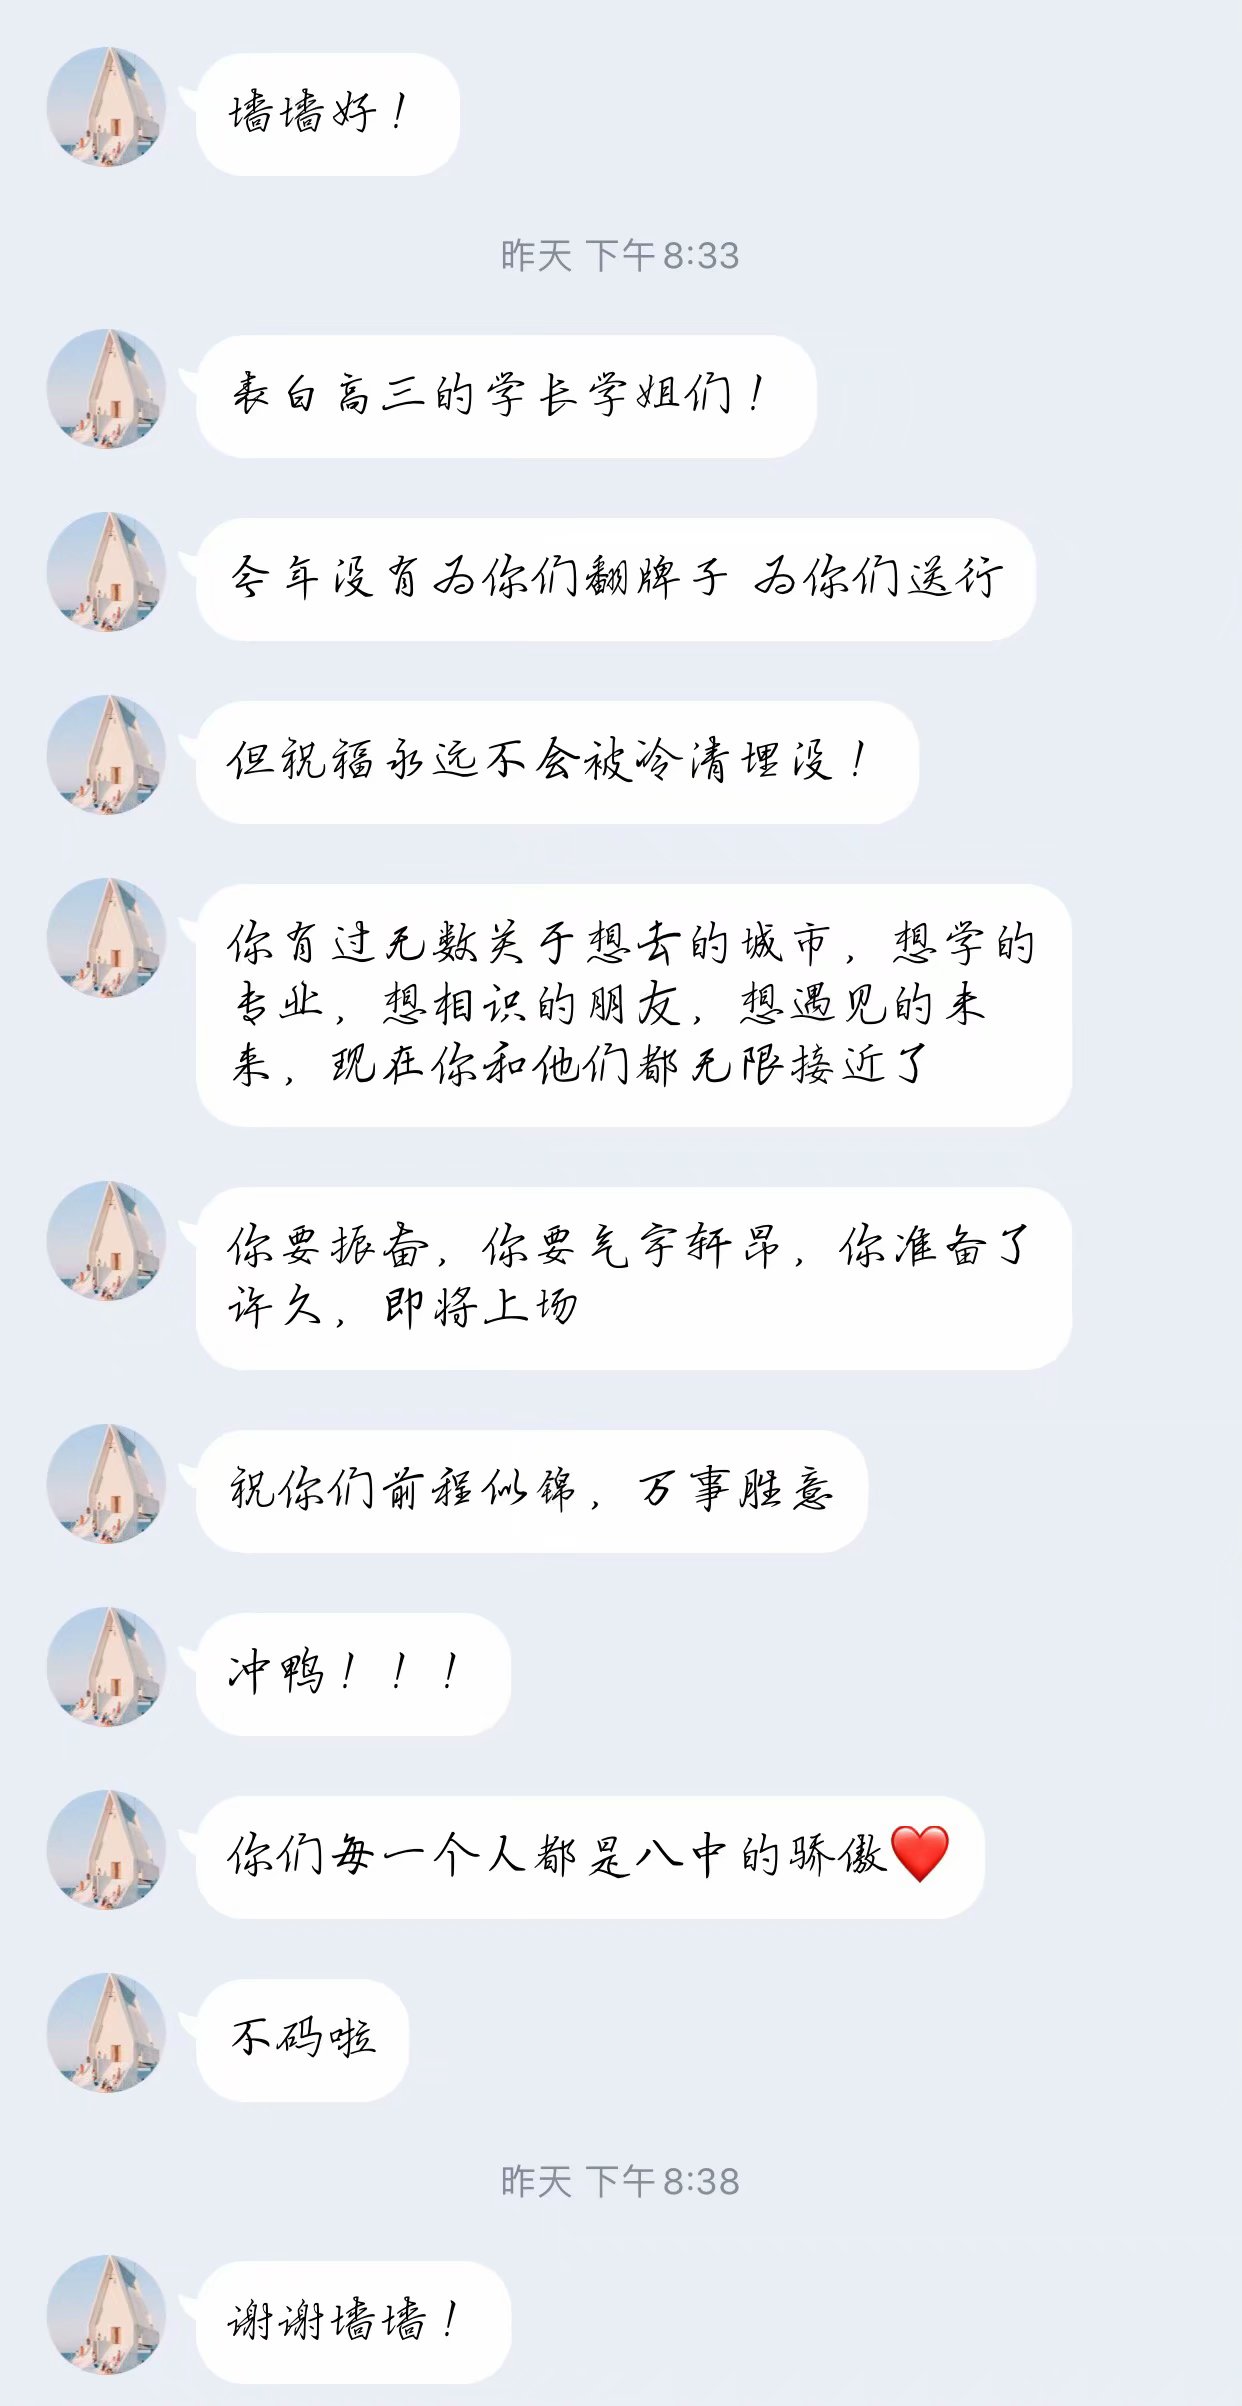 墙墙好！
昨天 下午8:33
表白高三的学长学姐们！
今年没有为你们翻牌子 为你们送行
但祝福永远不会被冷清埋没！
你有过无数关于想去的城市，想学的
专业，想相识的朋友，想遇见的未
来，现在你和他们都无限接近了
你要振奋，你要气宇轩昂，你准备了
许久，即将上场
祝你们前程似锦，万事胜意
冲鸭！！！
你们每一个人都是八中的骄傲❤️
不码啦
昨天 下午8:38
谢谢墙墙！